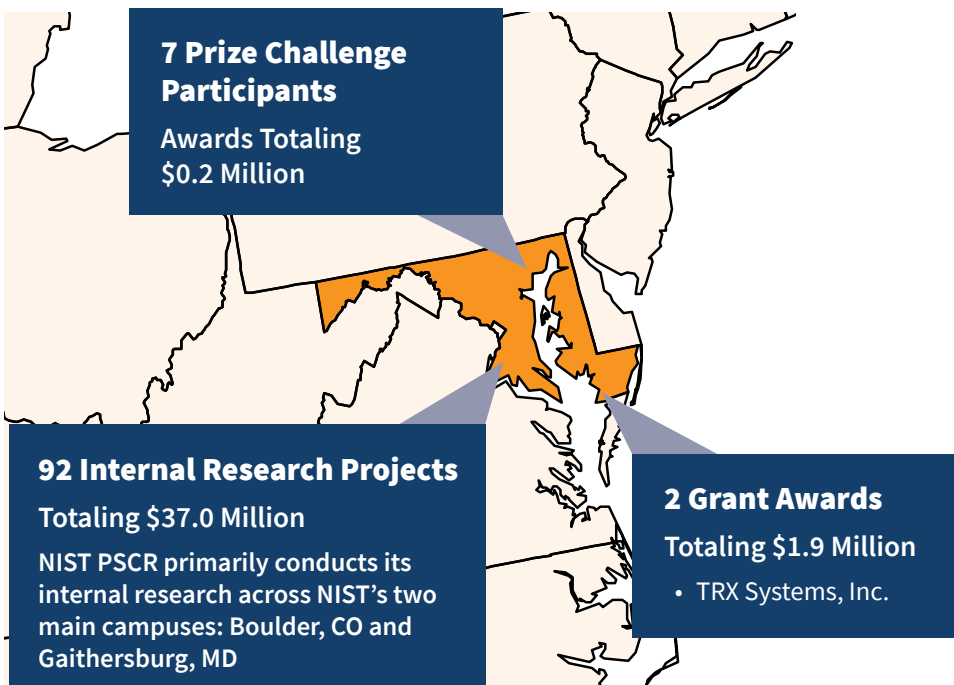 7 Prize Challenge
Participants
Awards Totaling
$0.2 Million
92 Internal Research Projects
Totaling $37.0 Million
NIST PSCR primarily conducts its
internal research across NIST’s two
main campuses: Boulder, CO and
Gaithersburg, MD
2 Grant Awards
Totaling $1.9 Million
• TRX Systems, Inc.